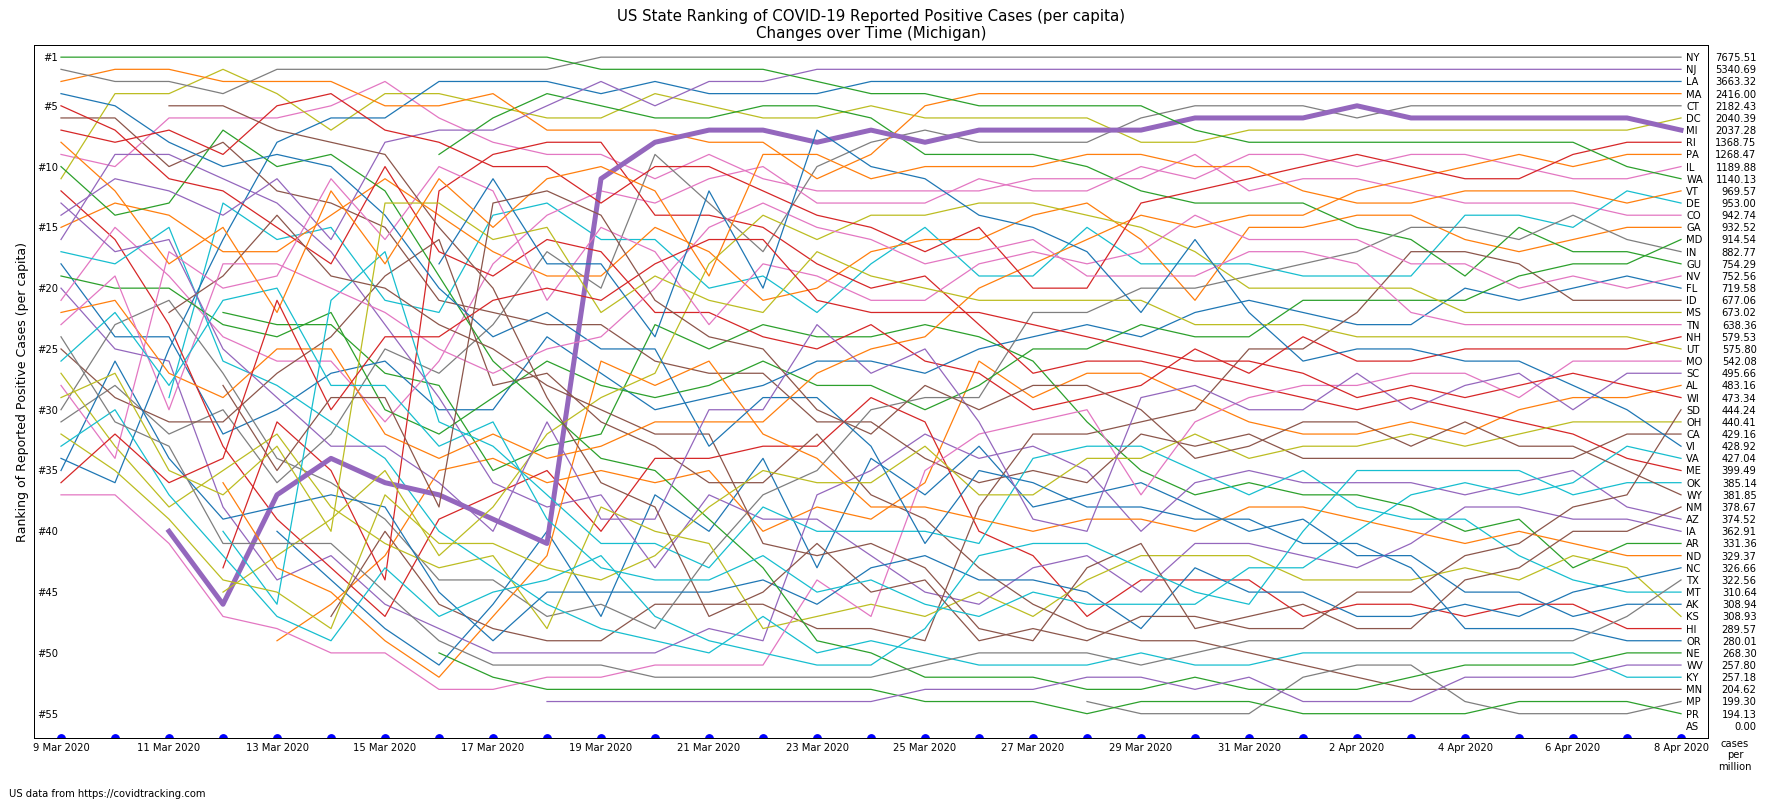 US State Ranking of COVID-19 Reported Positive Cases (per capita)
Changes over Time (Michigan)
Ranking of Reported Positive Cases (per capita)
#1
#5
#10
#15
#20
#25
#30
#35
#40
#45
#50
#55
NY 7675.51
NJ 5340.69
LA 3663.32
MA 2416.00
CT 2182.43
DC 2040.39
MI 2037.28
RI 1368.75
PA 1268.47
IL 1189.88
WA 1140.13
VT 969.57
DE 953.00
CO 942.74
GA 932.52
MD 914.54
IN 882.77
GU 754.29
NV 752.56
FL 719.58
ID 677.06
MS 673.02
TN 638.36
NH 579.53
UT 575.80
MO 542.08
SC 495.66
AL 483.16
WI 473.34
SD 444.24
OH 440.41
CA 429.16
VI 428.92
VA 427.04
ME 399.49
OK 385.14
WY 381.85
NM 378.67
AZ 374.52
IA 362.91
AR 331.36
ND 329.37
NC 326.66
TX 322.56
MT 310.64
AK 308.94
KS 308.93
HI 289.57
OR 280.01
NE 268.30
WV 257.80
KY 257.18
MN 204.62
MP 199.30
PR 194.13
AS 0.00
9 Mar 2020 11 Mar 2020 13 Mar 2020 15 Mar 2020 17 Mar 2020 19 Mar 2020 21 Mar 2020 23 Mar 2020 25 Mar 2020 27 Mar 2020 29 Mar 2020 31 Mar 2020 2 Apr 2020 4 Apr 2020 6 Apr 2020 8 Apr 2020
cases
per
million
US data from https://covidtracking.com